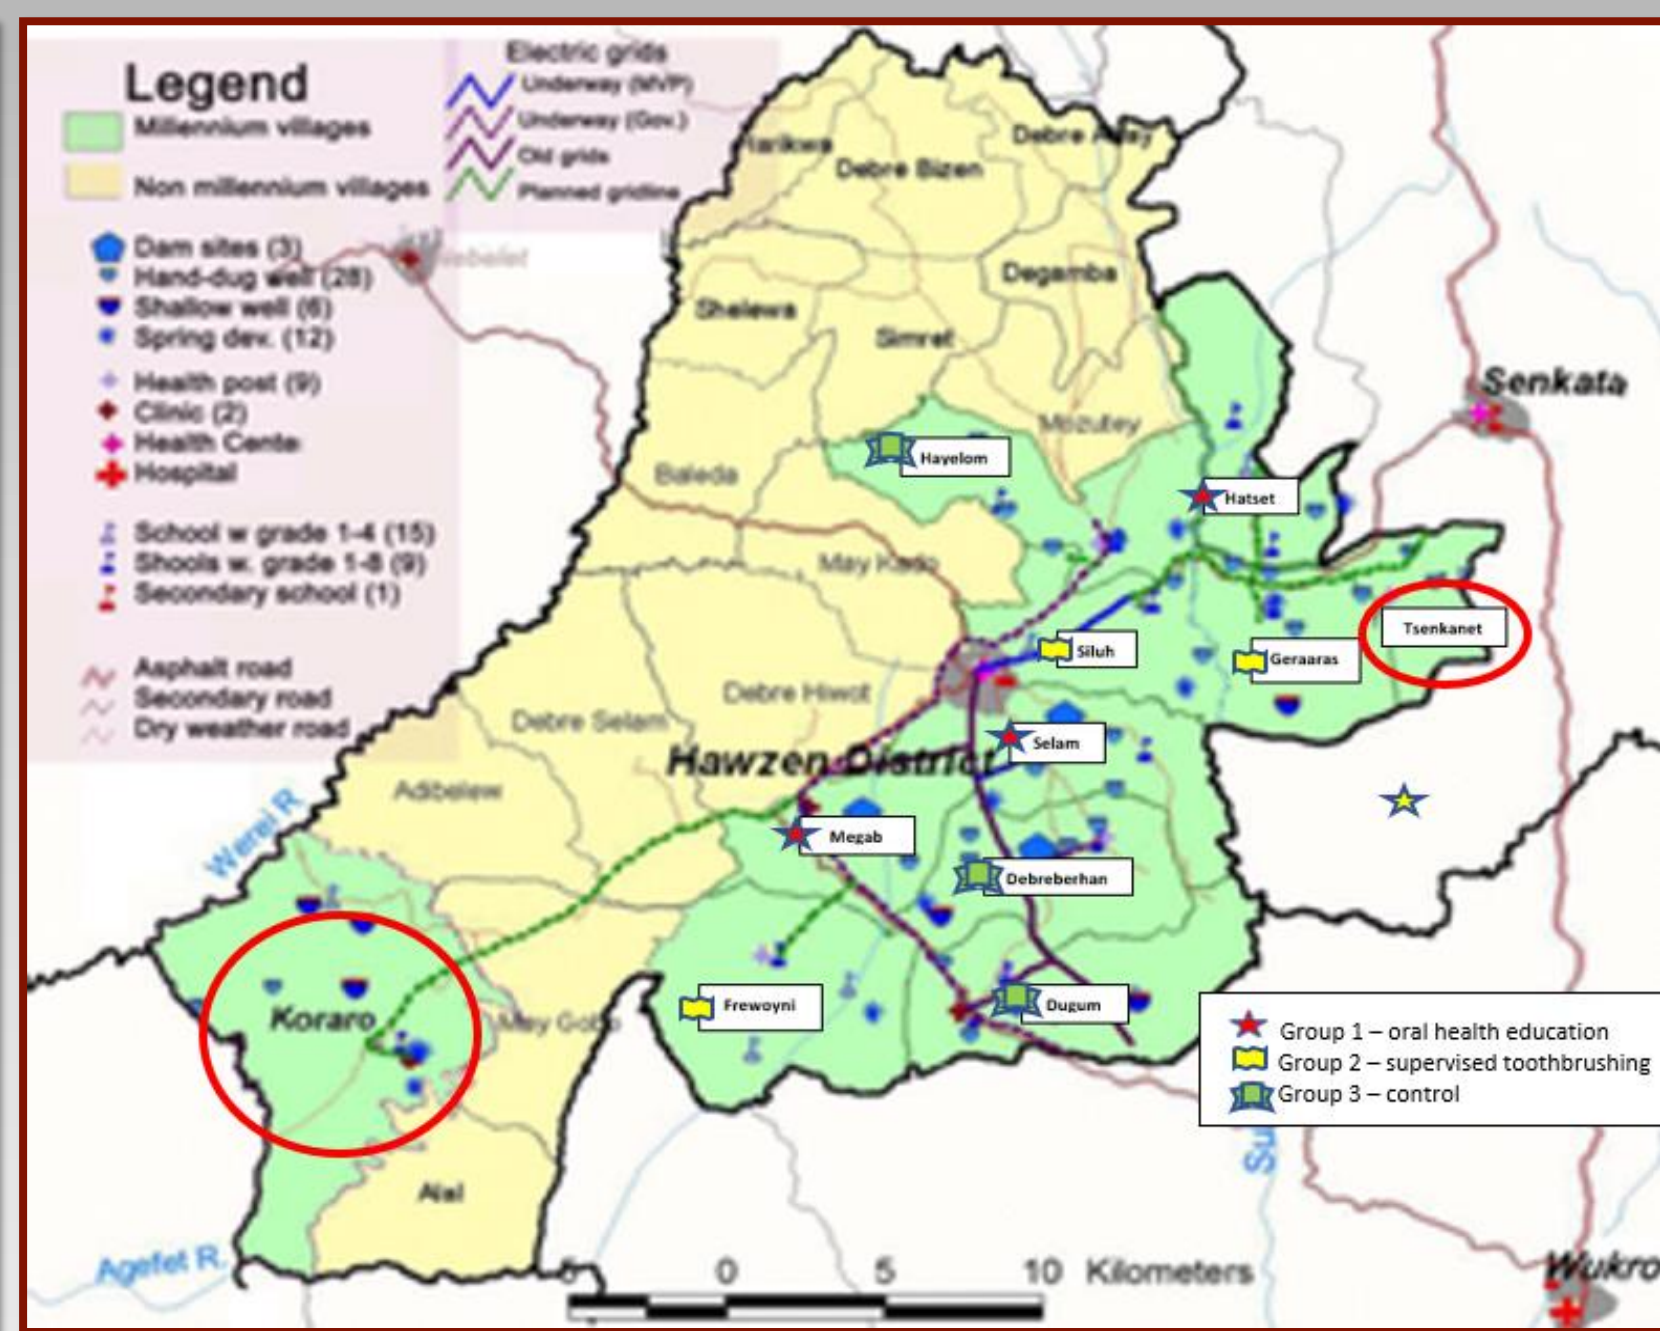 Legend
Millennium villages
Non millennium villages
Electric grids
Underway (MVP)
Underway (Gov.)
Old grids
Planned gridline
Dam sites (3)
Hand-dug well (28)
Shallow well (6)
Spring dev. (12)
Health post (9)
Clinic (2)
Health Cente
Hospital
School w grade 1-4 (15)
Shools w. grade 1-8 (9)
Secondary school (1)
Asphalt road
Secondary road
Dry weather road
Debre Bizen
Debre
Degamba
Shelewa
Simret
Senkata
Mozutey
Hayelom
Baleda
Hatset
May Kado
Tsenkanet
Siluh
Geraaras
Debre Hiwot
Debre Selam
Selam
Hawzen District
Adibelew
Werei R
Megab
Debreberhan
Koraro
May Gobo
Frewoyni
Dugum
Group 1 – oral health education
Group 2 – supervised toothbrushing
Group 3 – control
Su
Agefet R.
5 0 5 10 Kilometers
Wukro